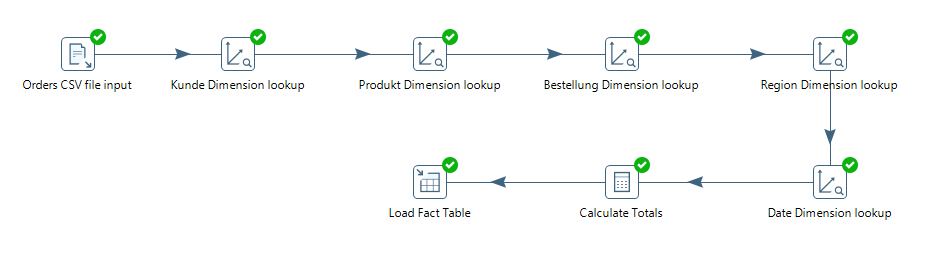 Orders CSV file input
Kunde Dimension lookup
Produkt Dimension lookup
Bestellung Dimension lookup
Region Dimension lookup
Load Fact Table
Calculate Totals
Date Dimension lookup